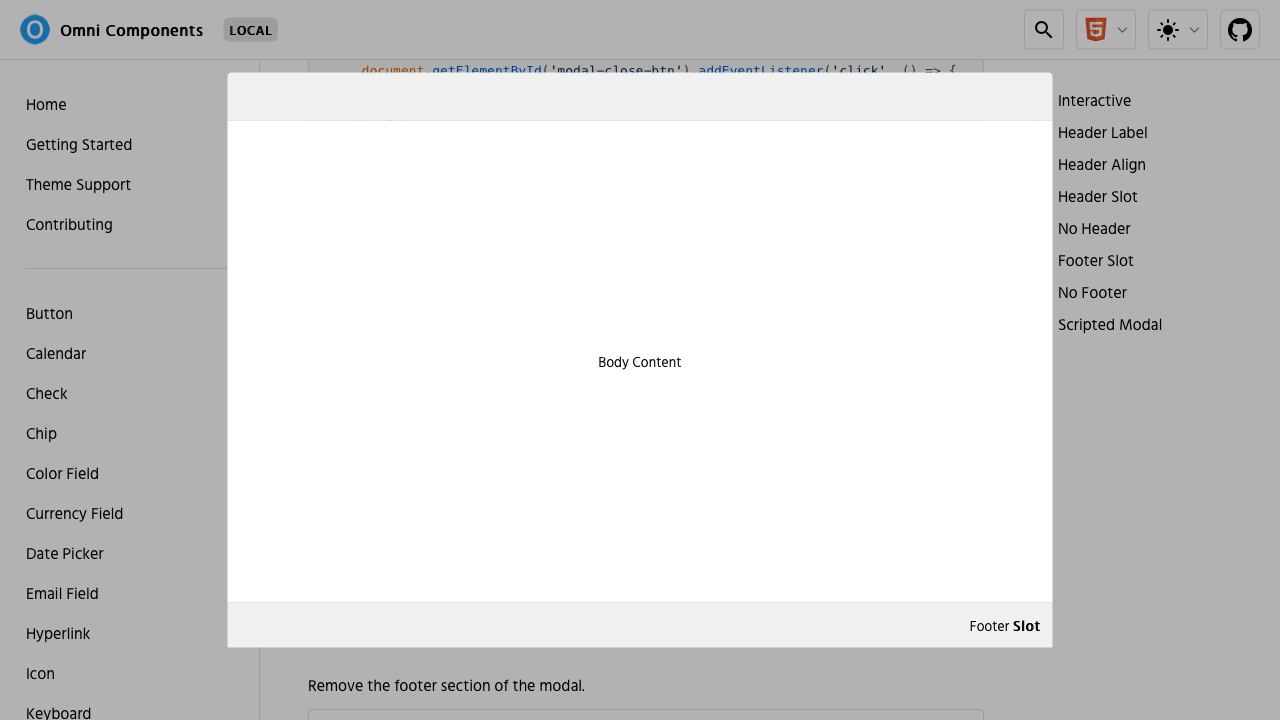 Omni Components LOCAL
document.getElementById('modal-close-btn').addEventListener('click', () => {
Home
Getting Started
Theme Support
Contributing
Button
Calendar
Check
Chip
Color Field
Currency Field
Date Picker
Email Field
Hyperlink
Icon
Keyboard
Body Content
Footer Slot
Remove the footer section of the modal.
Interactive
Header Label
Header Align
Header Slot
No Header
Footer Slot
No Footer
Scripted Modal